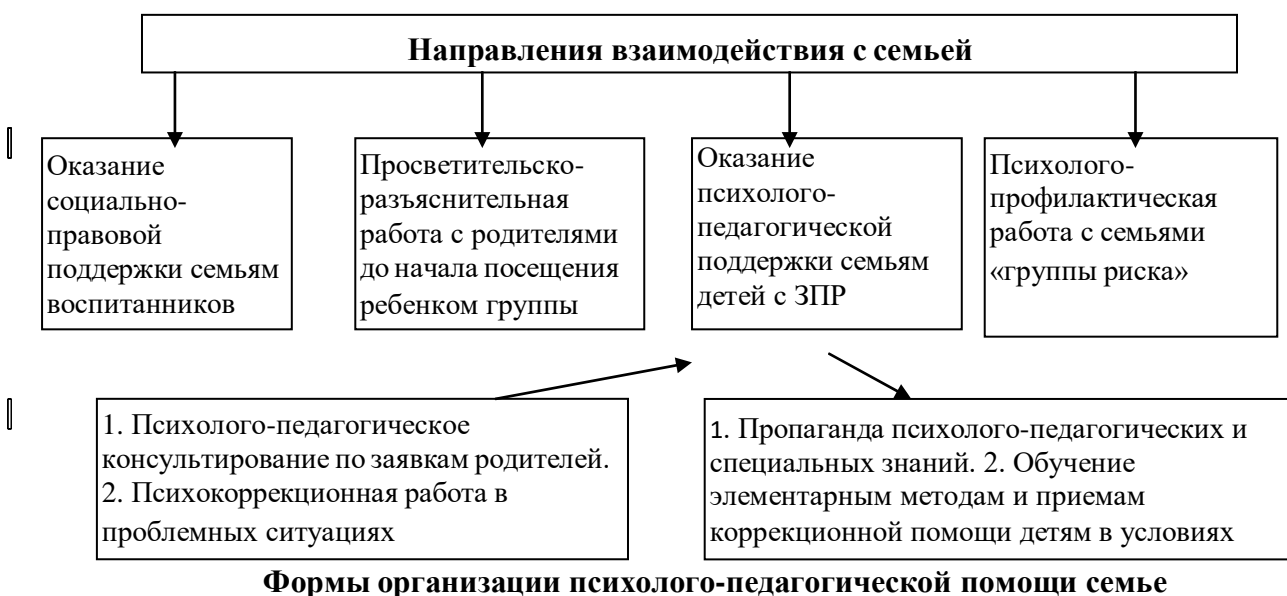 Направления взаимодействия с семьей
Оказание
социально-
правовой
поддержки семьям
воспитанников
Просветительско-
разъяснительная
работа с родителями
до начала посещения
ребенком группы
Оказание
психолого-
педагогической
поддержки семьям
детей с ЗПР
Психолого-
профилактическая
работа с семьями
«группы риска»
1. Психолого-педагогическое
консультирование по заявкам родителей.
2. Психокоррекционная работа в
проблемных ситуациях
1. Пропаганда психолого-педагогических и
специальных знаний. 2. Обучение
элементарным методам и приемам
коррекционной помощи детям в условиях
Формы организации психолого-педагогической помощи семье